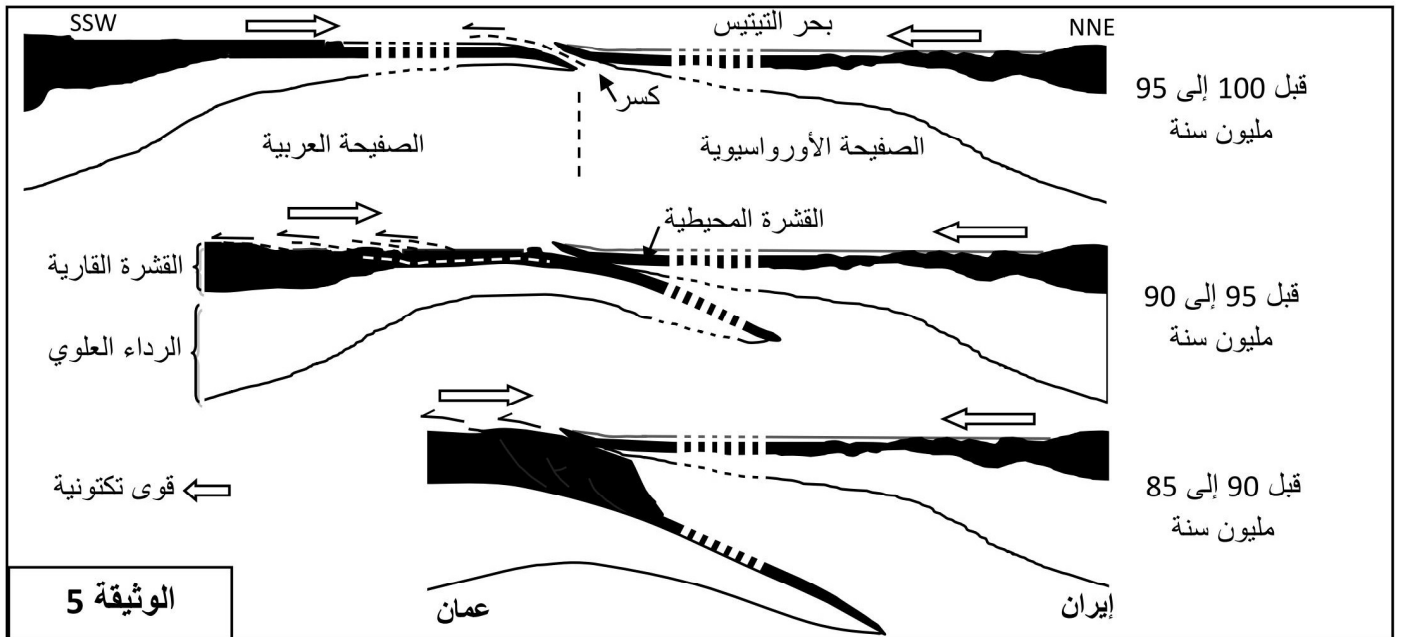 SSW
بحر التيتيس
NNE
كسر
قبل 100 إلى 95
مليون سنة
الصفيحة العربية
الصفيحة الأورواسيوية
القشرة المحيطية
القشرة القارية
الرداء العلوي
قبل 95 إلى 90
مليون سنة
قوى تكتونية
قبل 90 إلى 85
مليون سنة
الوثيقة 5
عمان
إيران